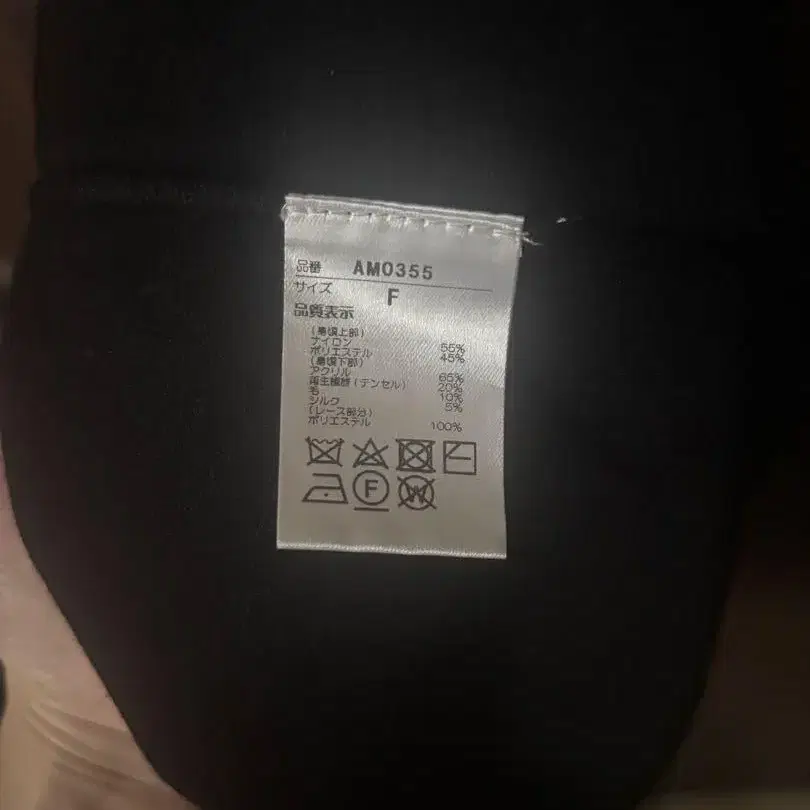 品番 AM0355
サイズ F
品質表示
(身頃上部)
ナイロン 55%
ポリエステル 45%
(身頃下部)
アクリル 65%
再生繊維(テンセル) 20%
毛 10%
シルク 5%
(レース部分)
ポリエステル 100%
F
W